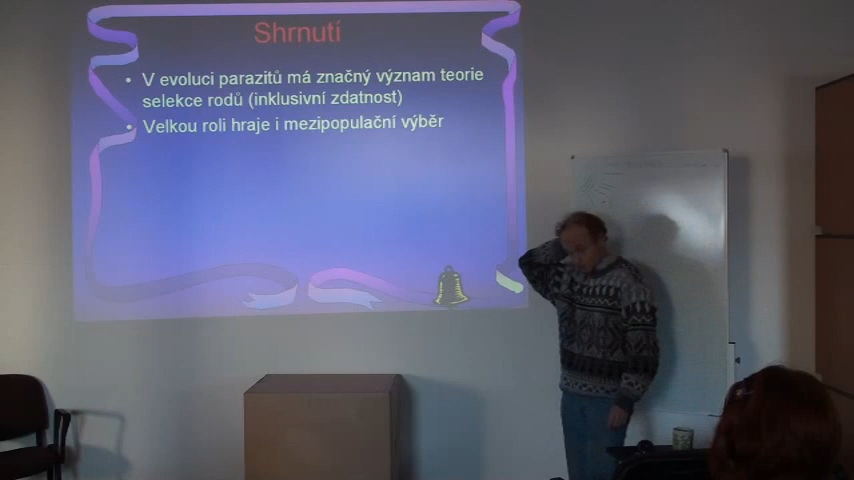 Shrnutí
• V evoluci parazitů má značný význam teorie
selekce rodů (inklusivní zdatnost)
• Velkou roli hraje i mezipopulační výběr